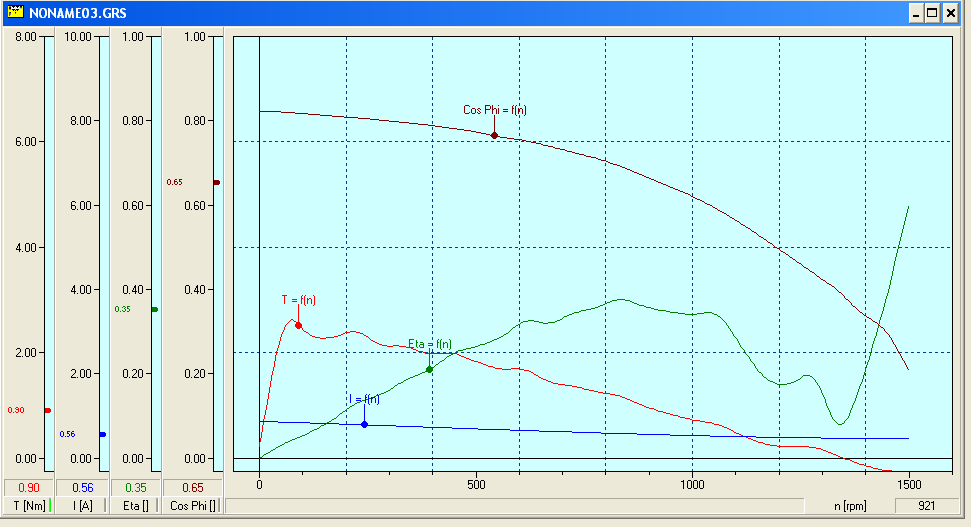 NONAME03.GRS
8.00 10.00 1.00 1.00
Cos Phi = f(n)
8.00 0.80 0.80
6.00
0.65
6.00 0.60 0.60
4.00
4.00 0.40 0.40
T = f(n)
0.35
Eta = f(n)
2.00
2.00 0.20 0.20
I = f(n)
0.90
0.56
0.00 0.00 0.00 0.00
0.90 0.56 0.35 0.65 0 500 1000 1500
T [Nm] I [A] Eta [] Cos Phi [] n [rpm] 921